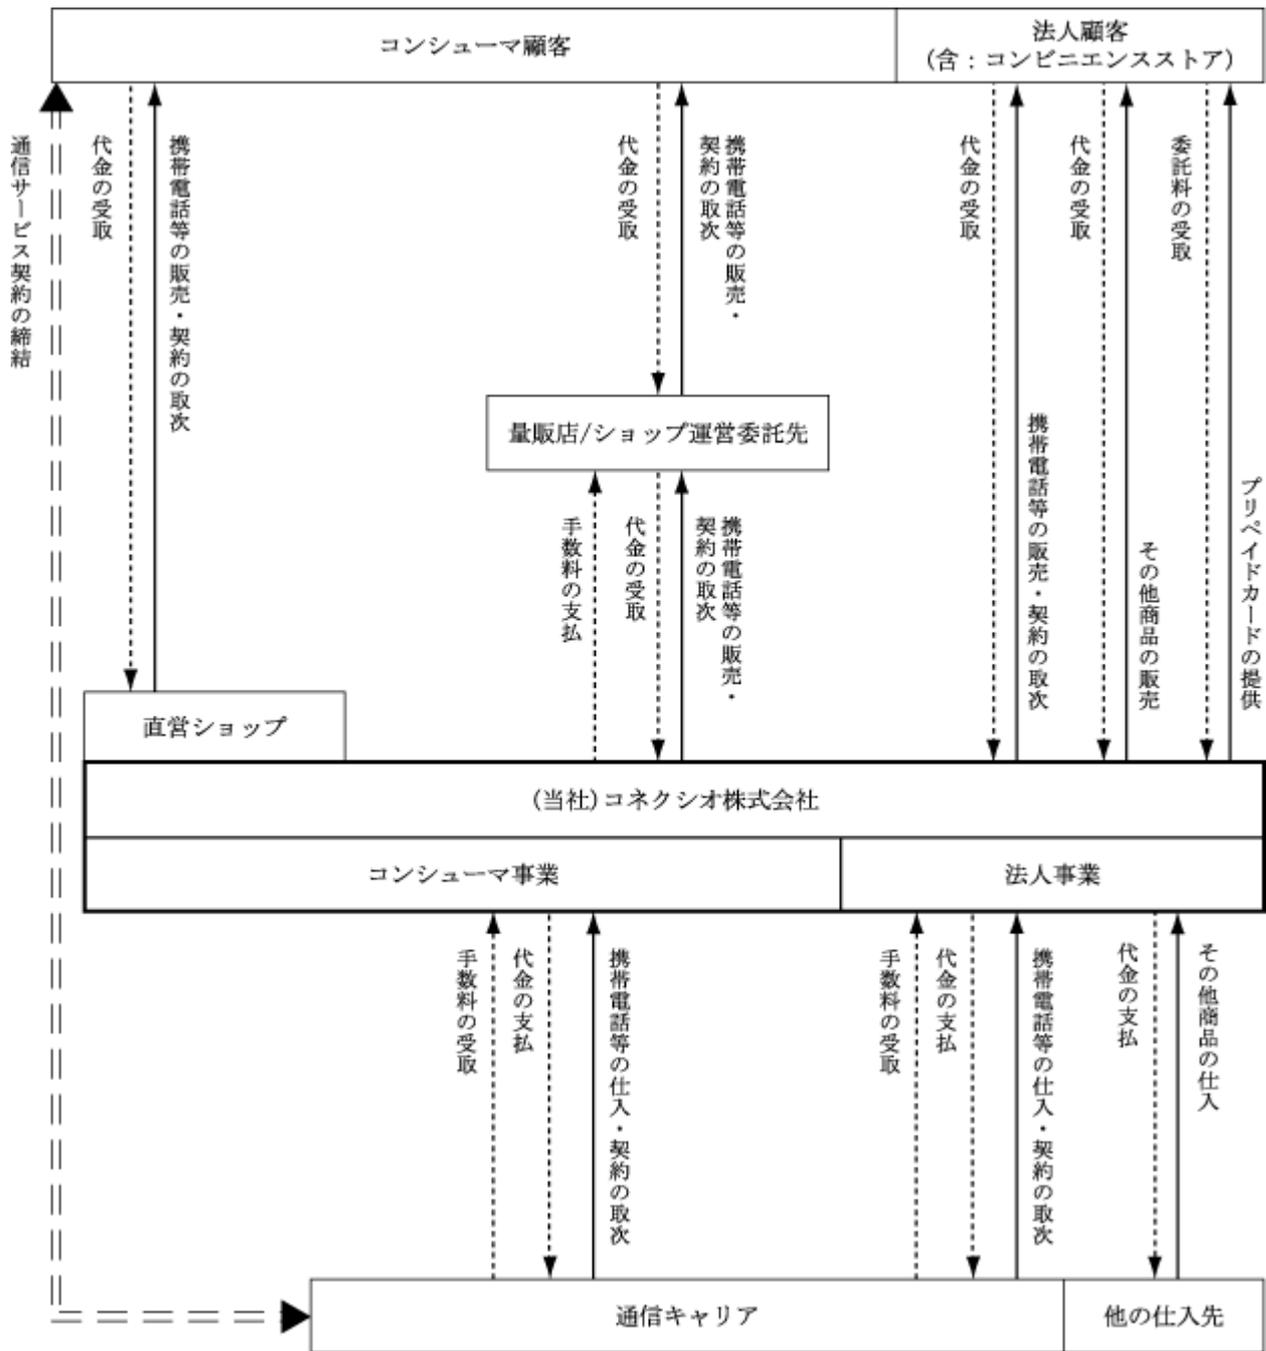 コンシューマ顧客
法人顧客
(含：コンビニエンスストア)
通信サービス契約の締結
代金の受取
携帯電話等の販売・契約の取次
代金の受取
携帯電話等の販売・
契約の取次
代金の受取
携帯電話等の販売・契約の取次
代金の受取
その他商品の販売
委託料の受取
プリペイドカードの提供
量販店/ショップ運営委託先
手数料の支払
代金の受取
携帯電話等の販売・
契約の取次
直営ショップ
(当社)コネクシオ株式会社
コンシューマ事業
法人事業
手数料の受取
代金の支払
携帯電話等の仕入・契約の取次
手数料の受取
代金の支払
携帯電話等の仕入・契約の取次
代金の支払
その他商品の仕入
通信キャリア
他の仕入先